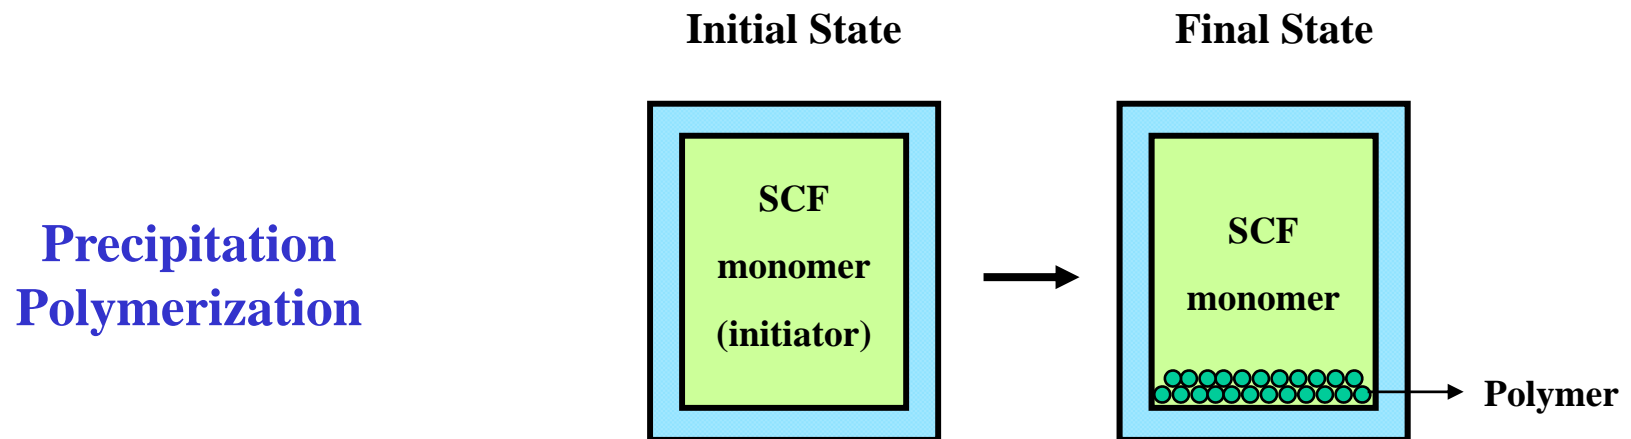 Initial State
Final State
Precipitation
Polymerization
SCF
monomer
(initiator)
SCF
monomer
Polymer